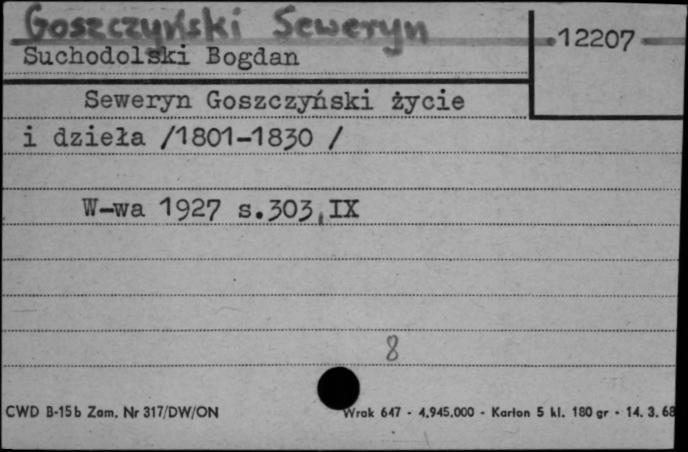 Goszczyński Seweryn
12207
Suchodolski Bogdan
Seweryn Goszczyński życie
i dzieła /1801-1830 /
W-wa 1927 s.303,IX
8
CWD B-15b Zam. Nr 317/DW/ON
Wrak 647 - 4.945.000 - Karton 5 kl. 180 gr - 14. 3. 68